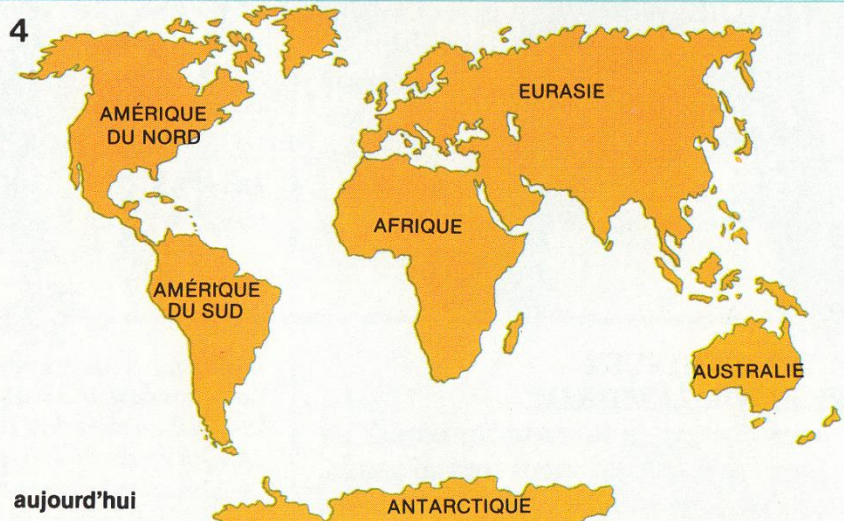 4
AMÉRIQUE
DU NORD
EURASIE
AFRIQUE
AMÉRIQUE
DU SUD
AUSTRALIE
aujourd'hui
ANTARCTIQUE